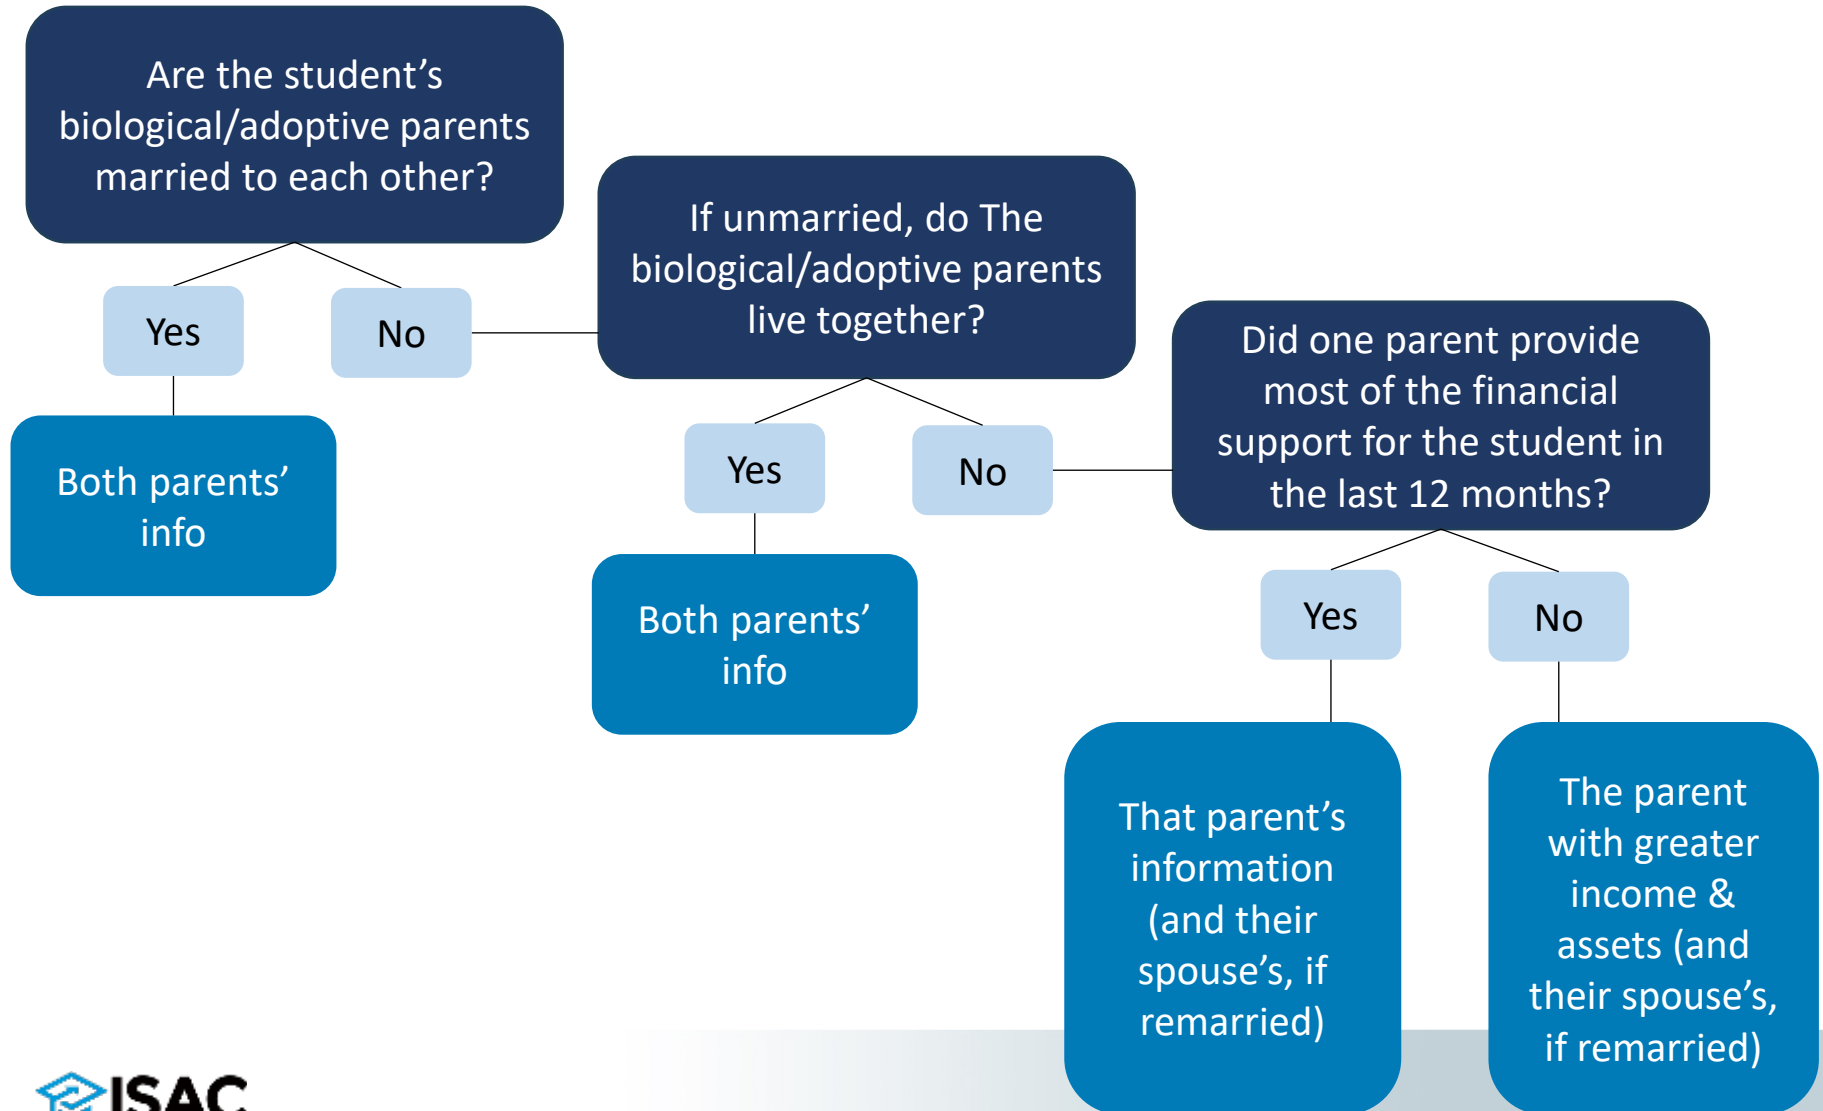 Are the student’s
biological/adoptive parents
married to each other?
If unmarried, do The
biological/adoptive parents
live together?
Did one parent provide
most of the financial
support for the student in
the last 12 months?
Yes
No
Both parents’
info
Yes
No
Both parents’
info
Yes
No
That parent’s
information
(and their
spouse’s, if
remarried)
The parent
with greater
income &
assets (and
their spouse’s,
if remarried)
ISAC